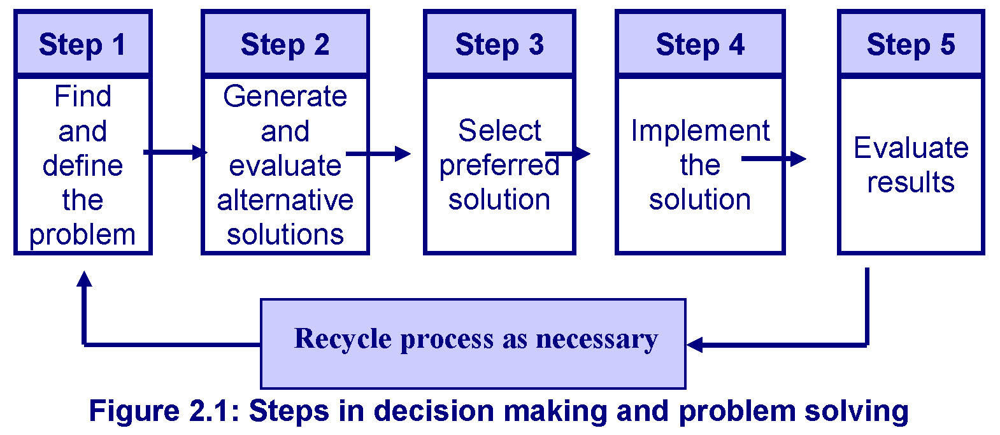 Step 1
Find
and
define
the
problem
Step 2
Generate
and
evaluate
alternative
solutions
Step 3
Select
preferred
solution
Step 4
Implement
the
solution
Step 5
Evaluate
results
Recycle process as necessary
Figure 2.1: Steps in decision making and problem solving